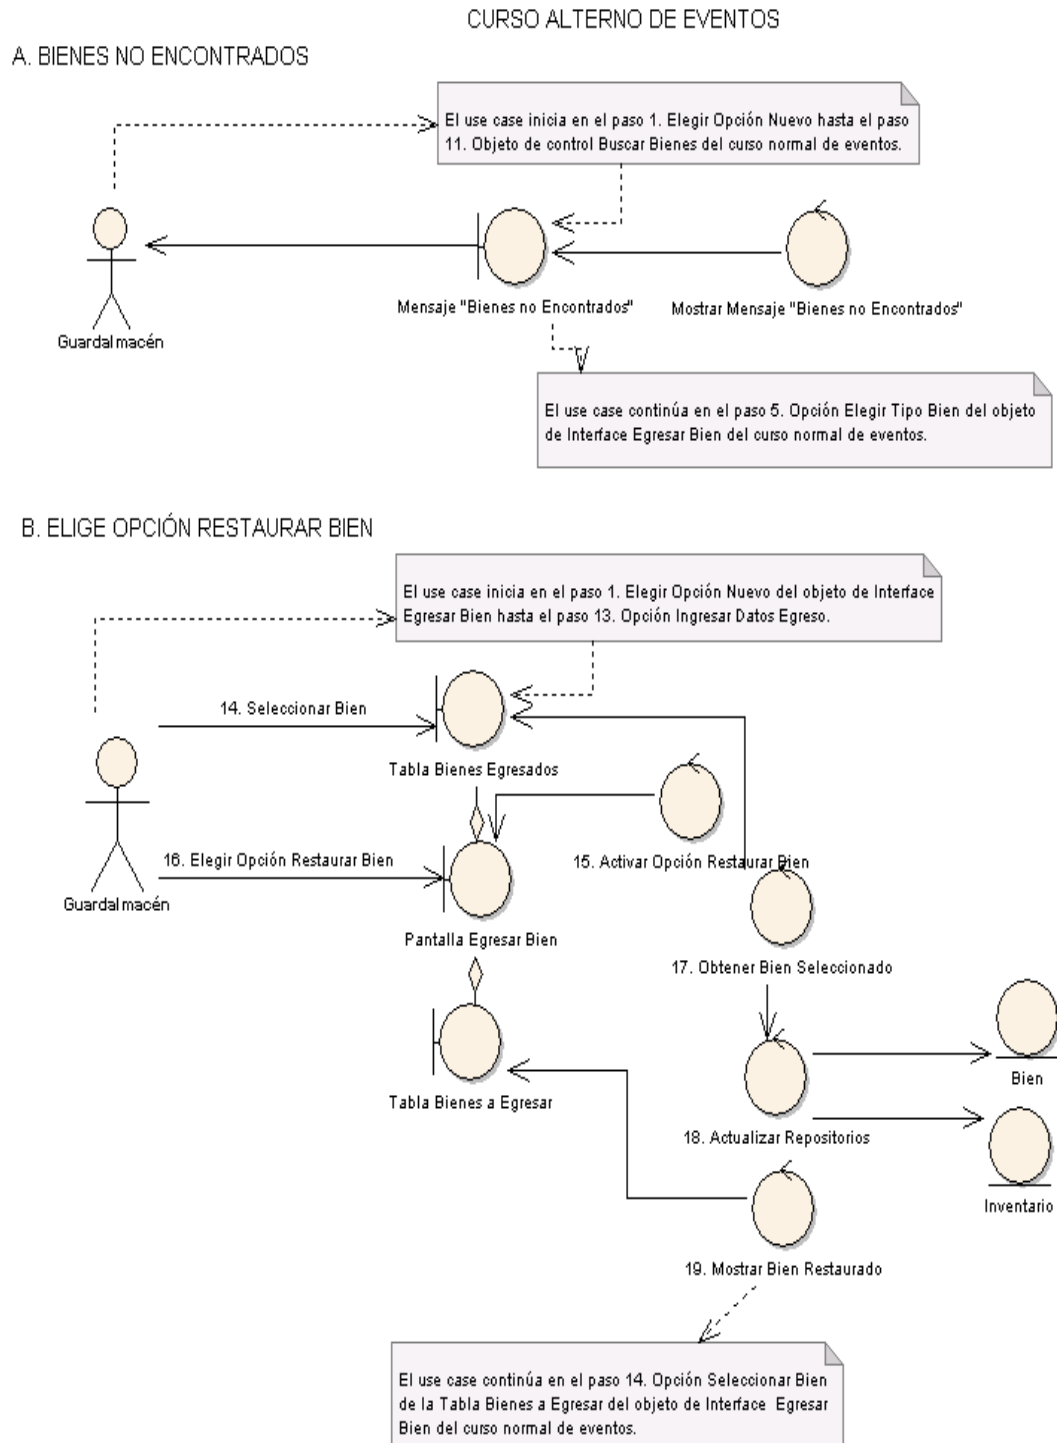 CURSO ALTERNO DE EVENTOS
A. BIENES NO ENCONTRADOS
El use case inicia en el paso 1. Elegir Opción Nuevo hasta el paso
11. Objeto de control Buscar Bienes del curso normal de eventos.
Mensaje "Bienes no Encontrados"
Mostrar Mensaje "Bienes no Encontrados"
Guardalmacén
El use case continúa en el paso 5. Opción Elegir Tipo Bien del objeto
de Interface Egresar Bien del curso normal de eventos.
B. ELIGE OPCIÓN RESTAURAR BIEN
El use case inicia en el paso 1. Elegir Opción Nuevo del objeto de Interface
Egresar Bien hasta el paso 13. Opción Ingresar Datos Egreso.
14. Seleccionar Bien
Tabla Bienes Egresados
16. Elegir Opción Restaurar Bien
15. Activar Opción Restaurar Bien
Guardalmacén
Pantalla Egresar Bien
17. Obtener Bien Seleccionado
Bien
Tabla Bienes a Egresar
18. Actualizar Repositorios
Inventario
19. Mostrar Bien Restaurado
El use case continúa en el paso 14. Opción Seleccionar Bien
de la Tabla Bienes a Egresar del objeto de Interface Egresar
Bien del curso normal de eventos.